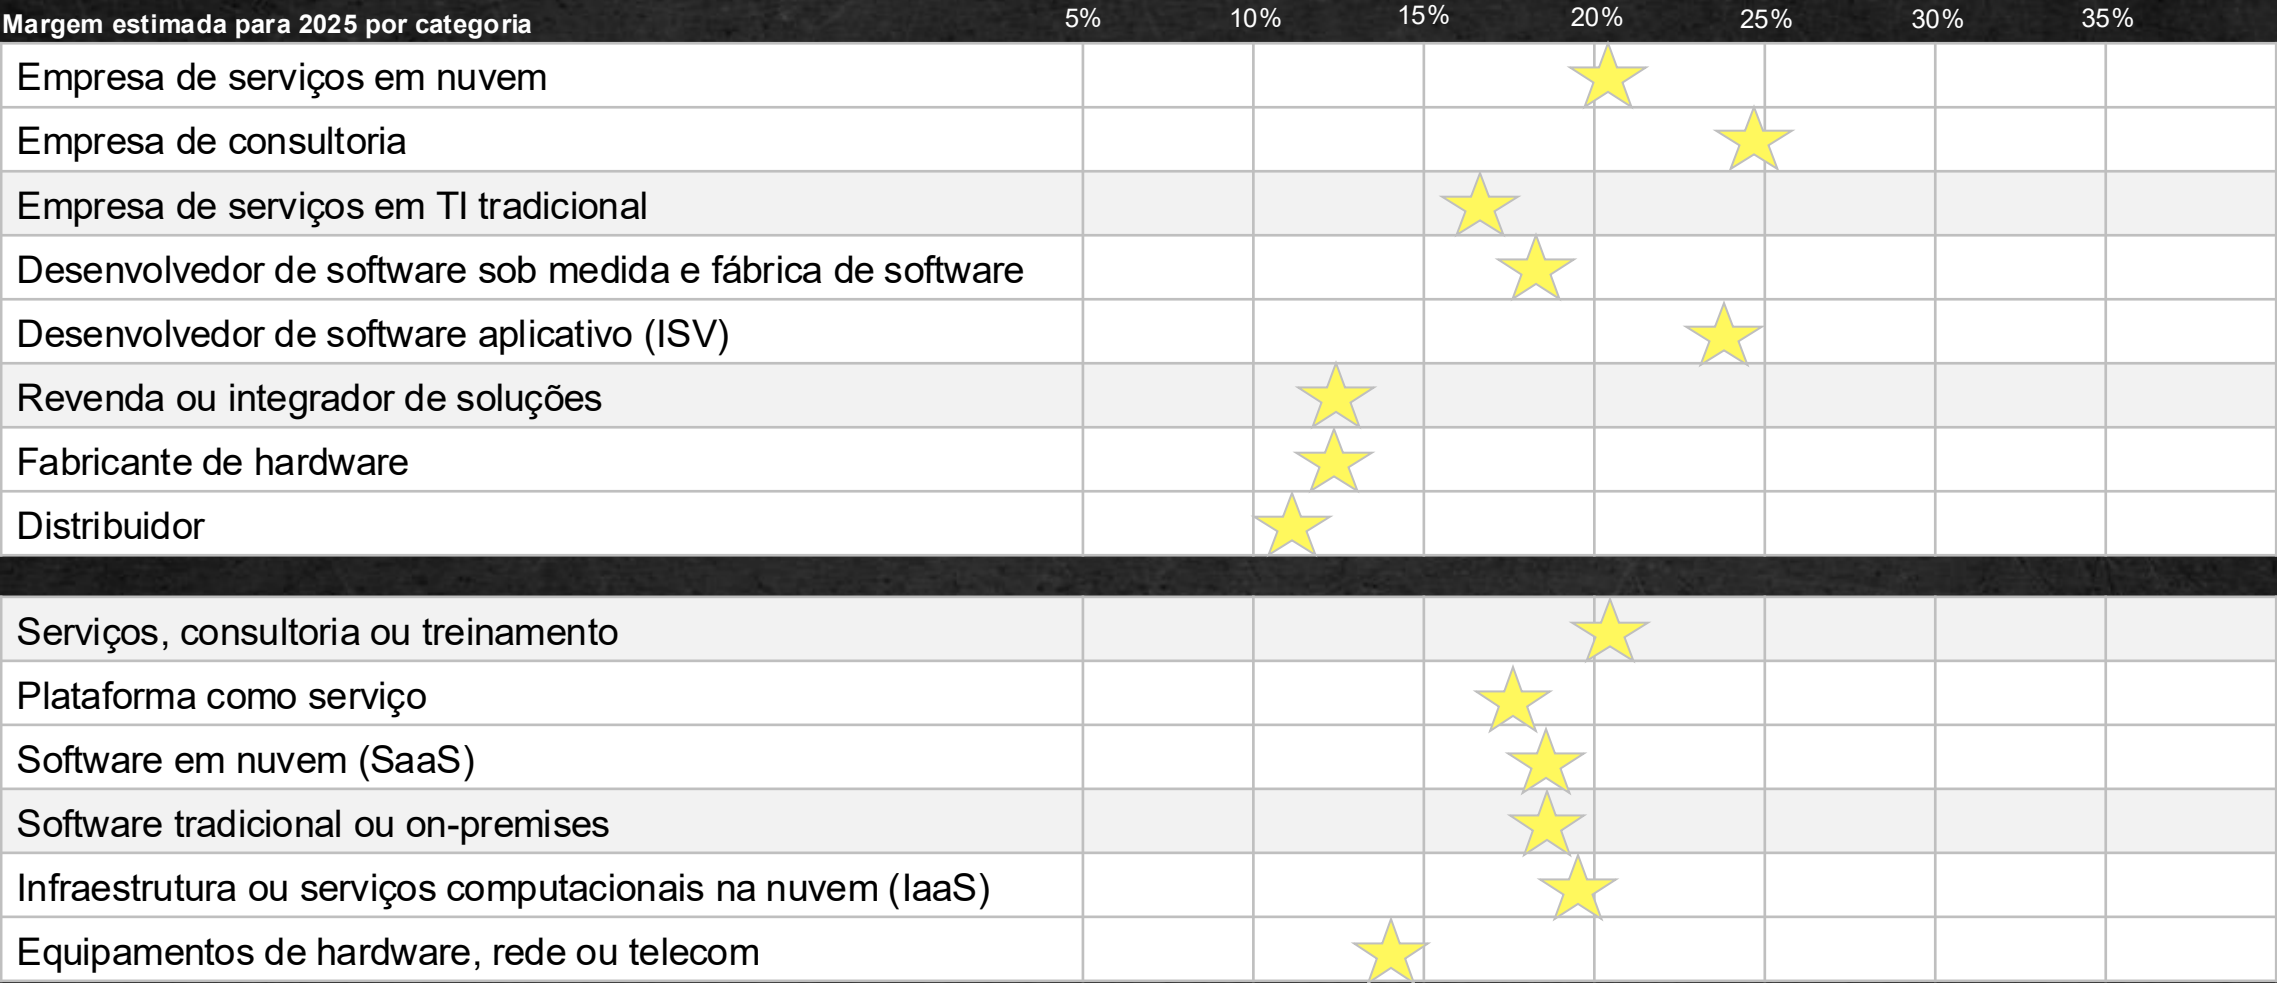 Margem estimada para 2025 por categoria 5% 10% 15% 20% 25% 30% 35%
Empresa de serviços em nuvem
Empresa de consultoria
Empresa de serviços em TI tradicional
Desenvolvedor de software sob medida e fábrica de software
Desenvolvedor de software aplicativo (ISV)
Revenda ou integrador de soluções
Fabricante de hardware
Distribuidor
Serviços, consultoria ou treinamento
Plataforma como serviço
Software em nuvem (SaaS)
Software tradicional ou on-premises
Infraestrutura ou serviços computacionais na nuvem (IaaS)
Equipamentos de hardware, rede ou telecom